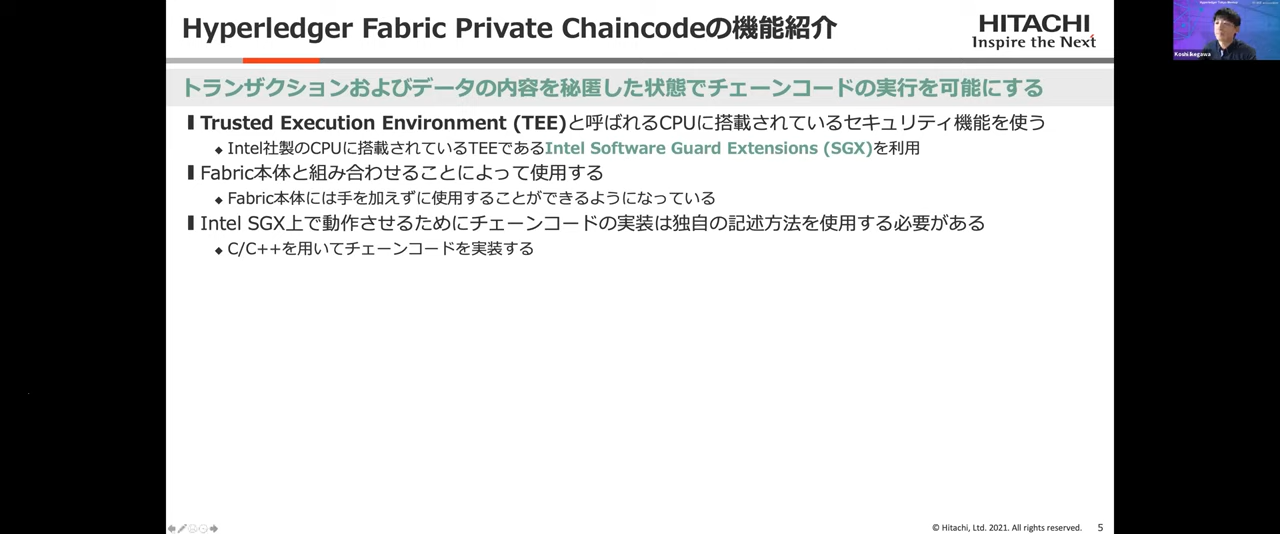 Hyperledger Fabric Private Chaincodeの機能紹介
HITACHI
Inspire the Next
トランザクションおよびデータの内容を秘匿した状態でチェーンコードの実行を可能にする
Trusted Execution Environment (TEE)と呼ばれるCPUに搭載されているセキュリティ機能を使う
Intel社製のCPUに搭載されているTEEであるIntel Software Guard Extensions (SGX)を利用
Fabric本体と組み合わせることによって使用する
Fabric本体には手を加えずに使用することができるようになっている
Intel SGX上で動作させるためにチェーンコードの実装は独自の記述方法を使用する必要がある
C/C++を用いてチェーンコードを実装する
© Hitachi, Ltd. 2021. All rights reserved.
5
Koshi Ikegawa